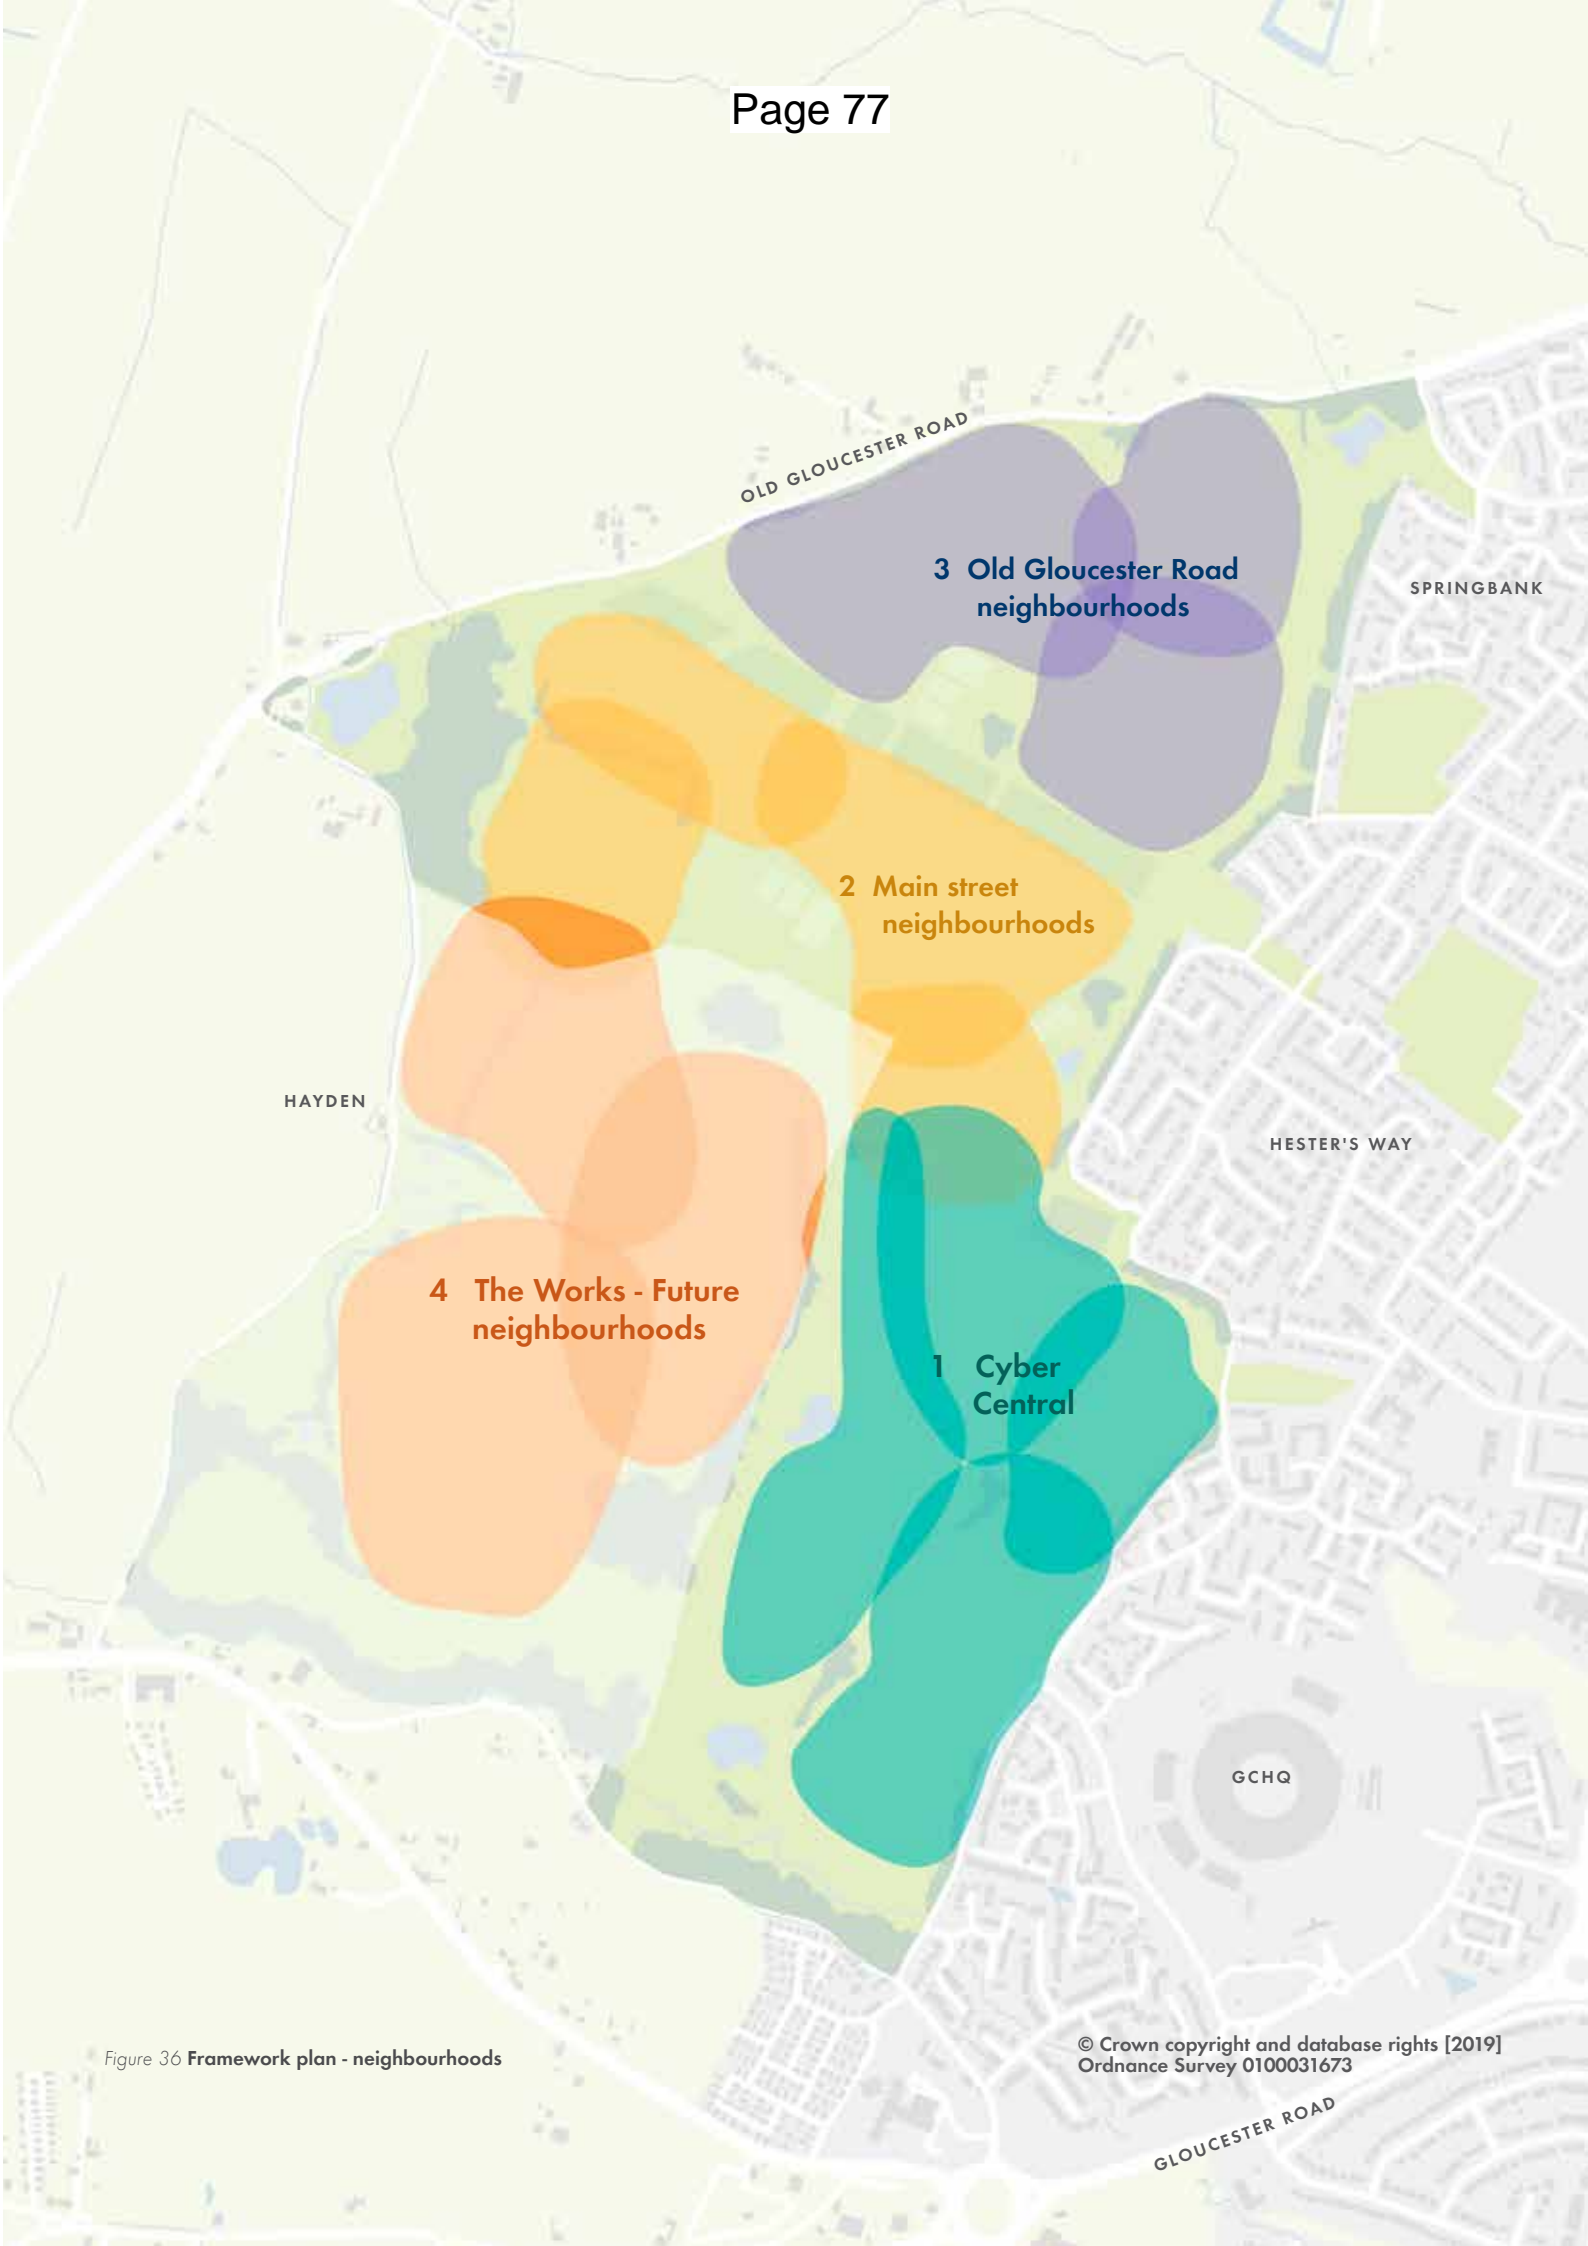 Page 77
OLD GLOUCESTER ROAD
3 Old Gloucester Road
neighbourhoods
SPRINGBANK
2 Main street
neighbourhoods
HAYDEN
HESTER'S WAY
4 The Works - Future
neighbourhoods
1 Cyber
Central
GCHQ
Figure 36 Framework plan - neighbourhoods
© Crown copyright and database rights [2019]
Ordnance Survey 0100031673
GLOUCESTER ROAD